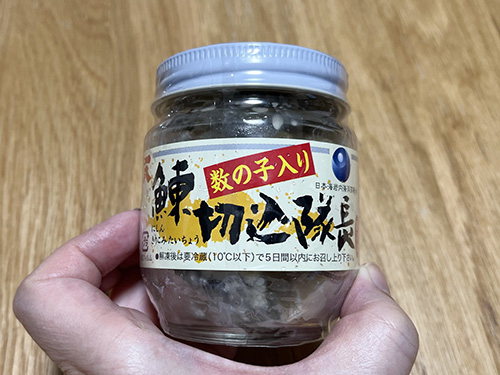 数の子入り
鰊切込隊長
にしん
きりこみたいちょう
●解凍後は要冷蔵(10℃以下)で5日間以内にお召し上り下さい